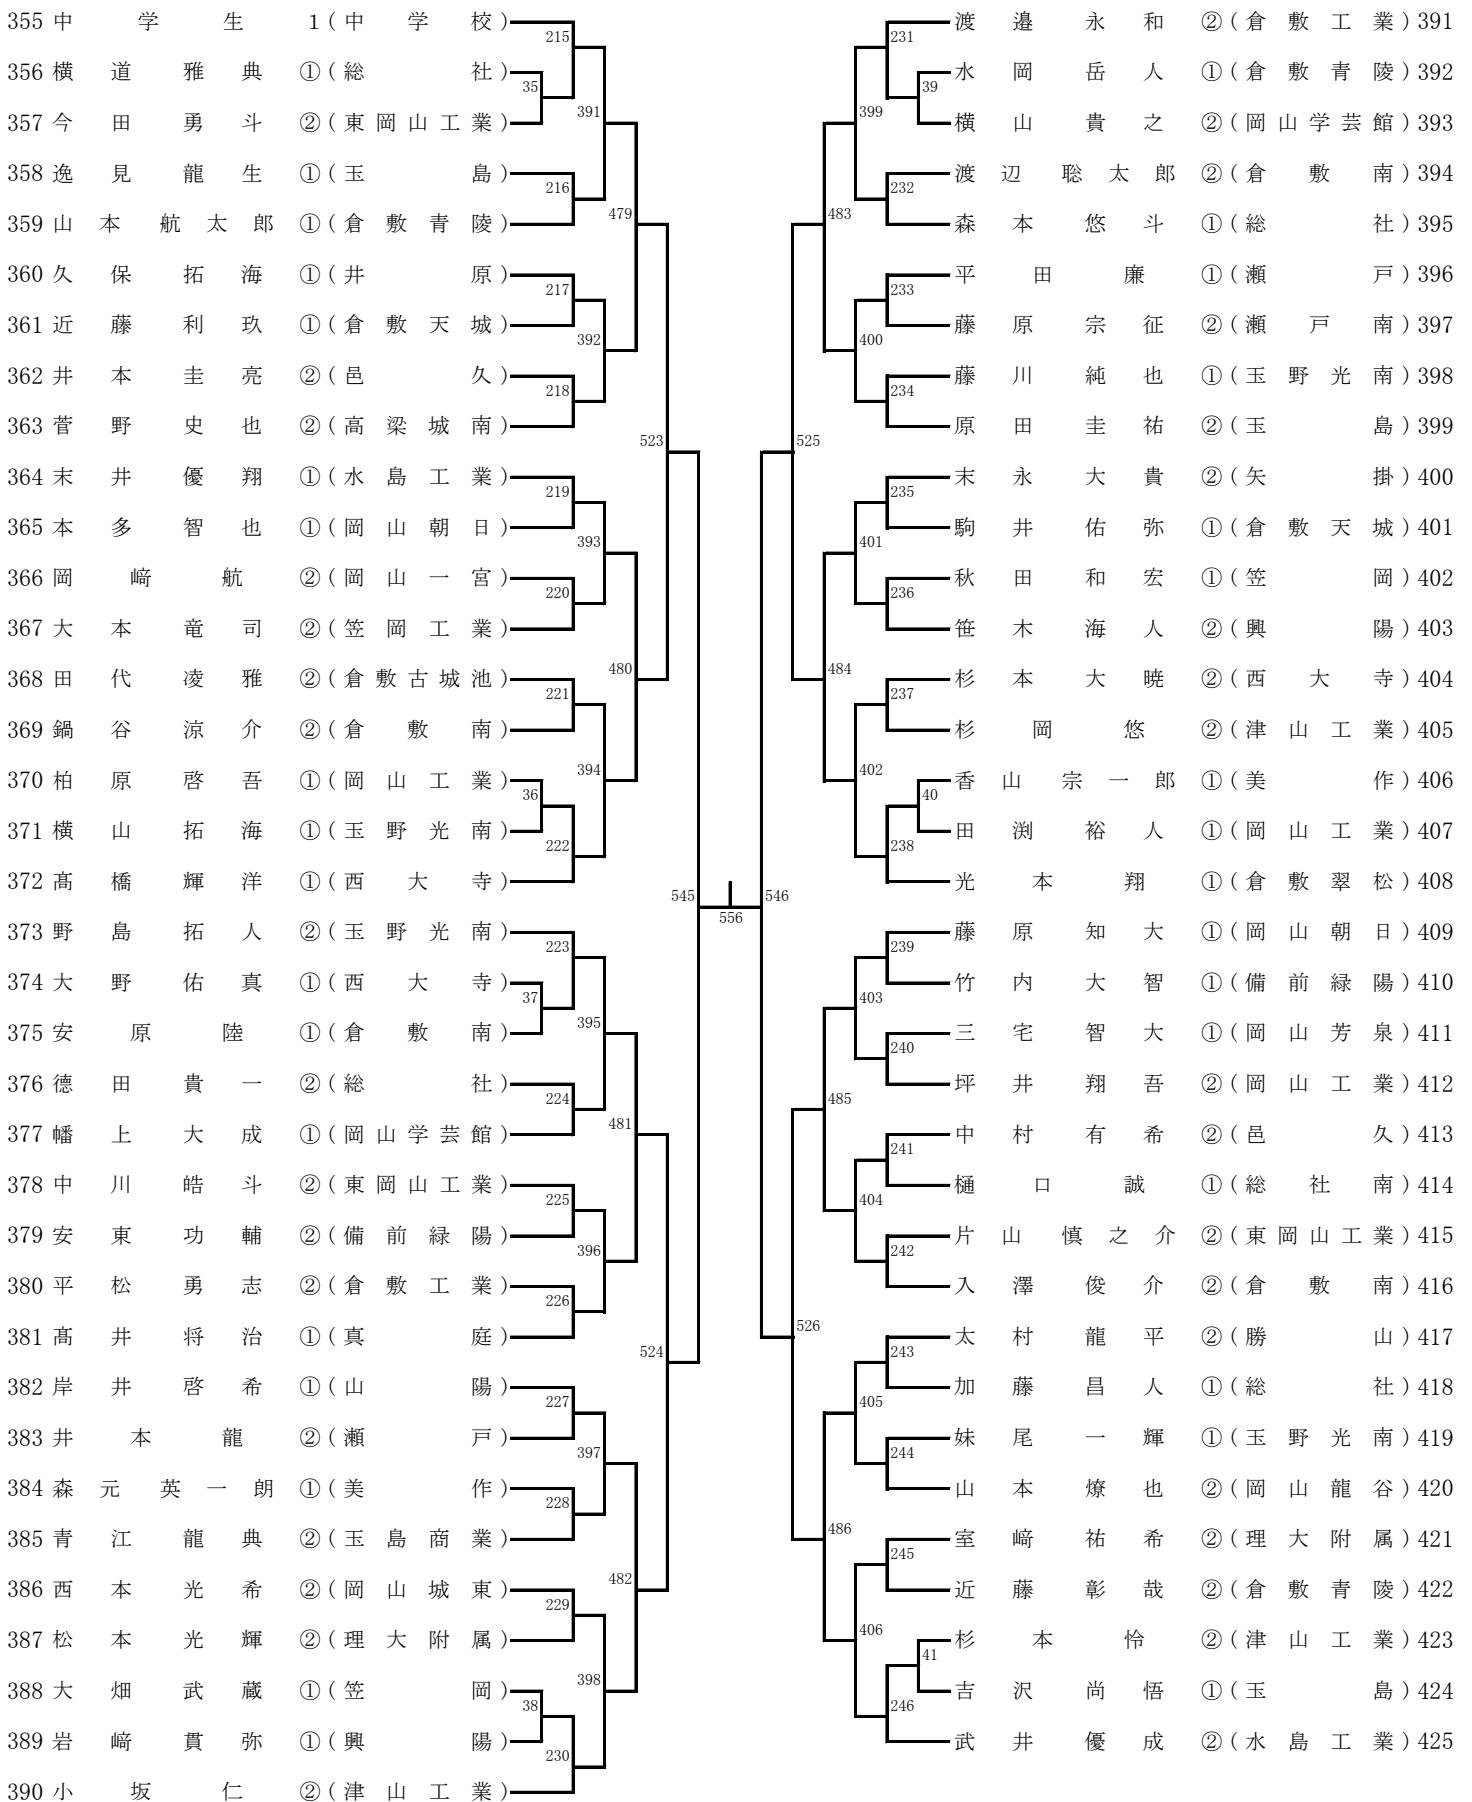 355 中学生 1 (中学校)
215
356 横道雅典 ① (総社)
35
357 今田勇斗 ② (東岡山工業)
391
358 逸見龍生 ① (玉島)
216
359 山本航太郎 ① (倉敷青陵)
479
360 久保拓海 ① (井原)
217
361 近藤利玖 ① (倉敷天城)
392
362 井本圭亮 ② (邑久)
218
363 菅野史也 ② (高梁城南)
523
364 末井優翔 ① (水島工業)
219
365 本多智也 ① (岡山朝日)
393
366 岡﨑航 ② (岡山一宮)
220
367 大本竜司 ② (笠岡工業)
480
368 田代凌雅 ② (倉敷古城池)
221
369 鍋谷涼介 ② (倉敷南)
394
370 柏原啓吾 ① (岡山工業)
36
371 横山拓海 ① (玉野光南)
222
372 髙橋輝洋 ① (西大寺)
545
373 野島拓人 ② (玉野光南)
223
374 大野佑真 ① (西大寺)
37
375 安原陸 ① (倉敷南)
395
376 德田貴一 ② (総社)
224
377 幡上大成 ① (岡山学芸館)
481
378 中川皓斗 ② (東岡山工業)
225
379 安東功輔 ② (備前緑陽)
396
380 平松勇志 ② (倉敷工業)
226
381 髙井将治 ① (真庭)
524
382 岸井啓希 ① (山陽)
227
383 井本龍 ② (瀬戸)
397
384 森元英一朗 ① (美作)
228
385 青江龍典 ② (玉島商業)
482
386 西本光希 ② (岡山城東)
229
387 松本光輝 ② (理大附属)
398
388 大畑武蔵 ① (笠岡)
38
389 岩﨑貫弥 ① (興陽)
230
390 小坂仁 ② (津山工業)
556
渡邉永和 ② (倉敷工業) 391
231
水岡岳人 ① (倉敷青陵) 392
39
横山貴之 ② (岡山学芸館) 393
399
渡辺聡太郎 ② (倉敷南) 394
232
森本悠斗 ① (総社) 395
483
平田廉 ① (瀬戸) 396
233
藤原宗征 ② (瀬戸南) 397
400
藤川純也 ① (玉野光南) 398
234
原田圭祐 ② (玉島) 399
525
末永大貴 ② (矢掛) 400
235
駒井佑弥 ① (倉敷天城) 401
401
秋田和宏 ① (笠岡) 402
236
笹木海人 ② (興陽) 403
484
杉本大暁 ② (西大寺) 404
237
杉岡悠 ② (津山工業) 405
402
香山宗一郎 ① (美作) 406
40
田渕裕人 ① (岡山工業) 407
238
光本翔 ① (倉敷翠松) 408
546
藤原知大 ① (岡山朝日) 409
239
竹内大智 ① (備前緑陽) 410
403
三宅智大 ① (岡山芳泉) 411
240
坪井翔吾 ② (岡山工業) 412
485
中村有希 ② (邑久) 413
241
樋口誠 ① (総社南) 414
404
片山慎之介 ② (東岡山工業) 415
242
入澤俊介 ② (倉敷南) 416
526
太村龍平 ② (勝山) 417
243
加藤昌人 ① (総社) 418
405
妹尾一輝 ① (玉野光南) 419
244
山本燎也 ② (岡山龍谷) 420
486
室﨑祐希 ② (理大附属) 421
245
近藤彰哉 ② (倉敷青陵) 422
406
杉本怜 ② (津山工業) 423
41
吉沢尚悟 ① (玉島) 424
246
武井優成 ② (水島工業) 425